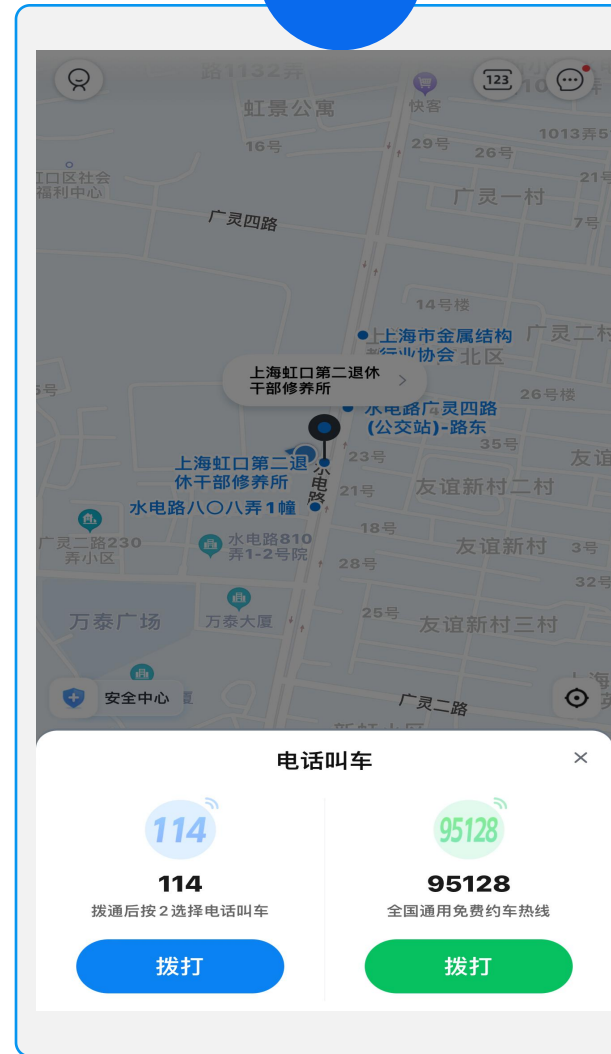 路1132弄
123
虹景公寓
快客
16号
29号
26号
1013弄5
虹口区社会
福利中心
21号
广灵一村
7号
广灵四路
14号楼
上海市金属结构
行业协会
北区
广灵二村
上海虹口第二退休
干部修养所
26号楼
水电路广灵四路
(公交站)-路东
35号
上海虹口第二退
休干部修养所
水电路
23号
友谊
21号
友谊新村二村
水电路八〇八弄1幢
18号
广灵二路230
弄小区
水电路810
弄1-2号院
友谊新村
3号
28号
32号
万泰广场
万泰大厦
25号
友谊新村三村
安全中心
广灵二路
电话叫车
×
114
95128
114
95128
拨通后按2选择电话叫车
全国通用免费约车热线
拨打
拨打